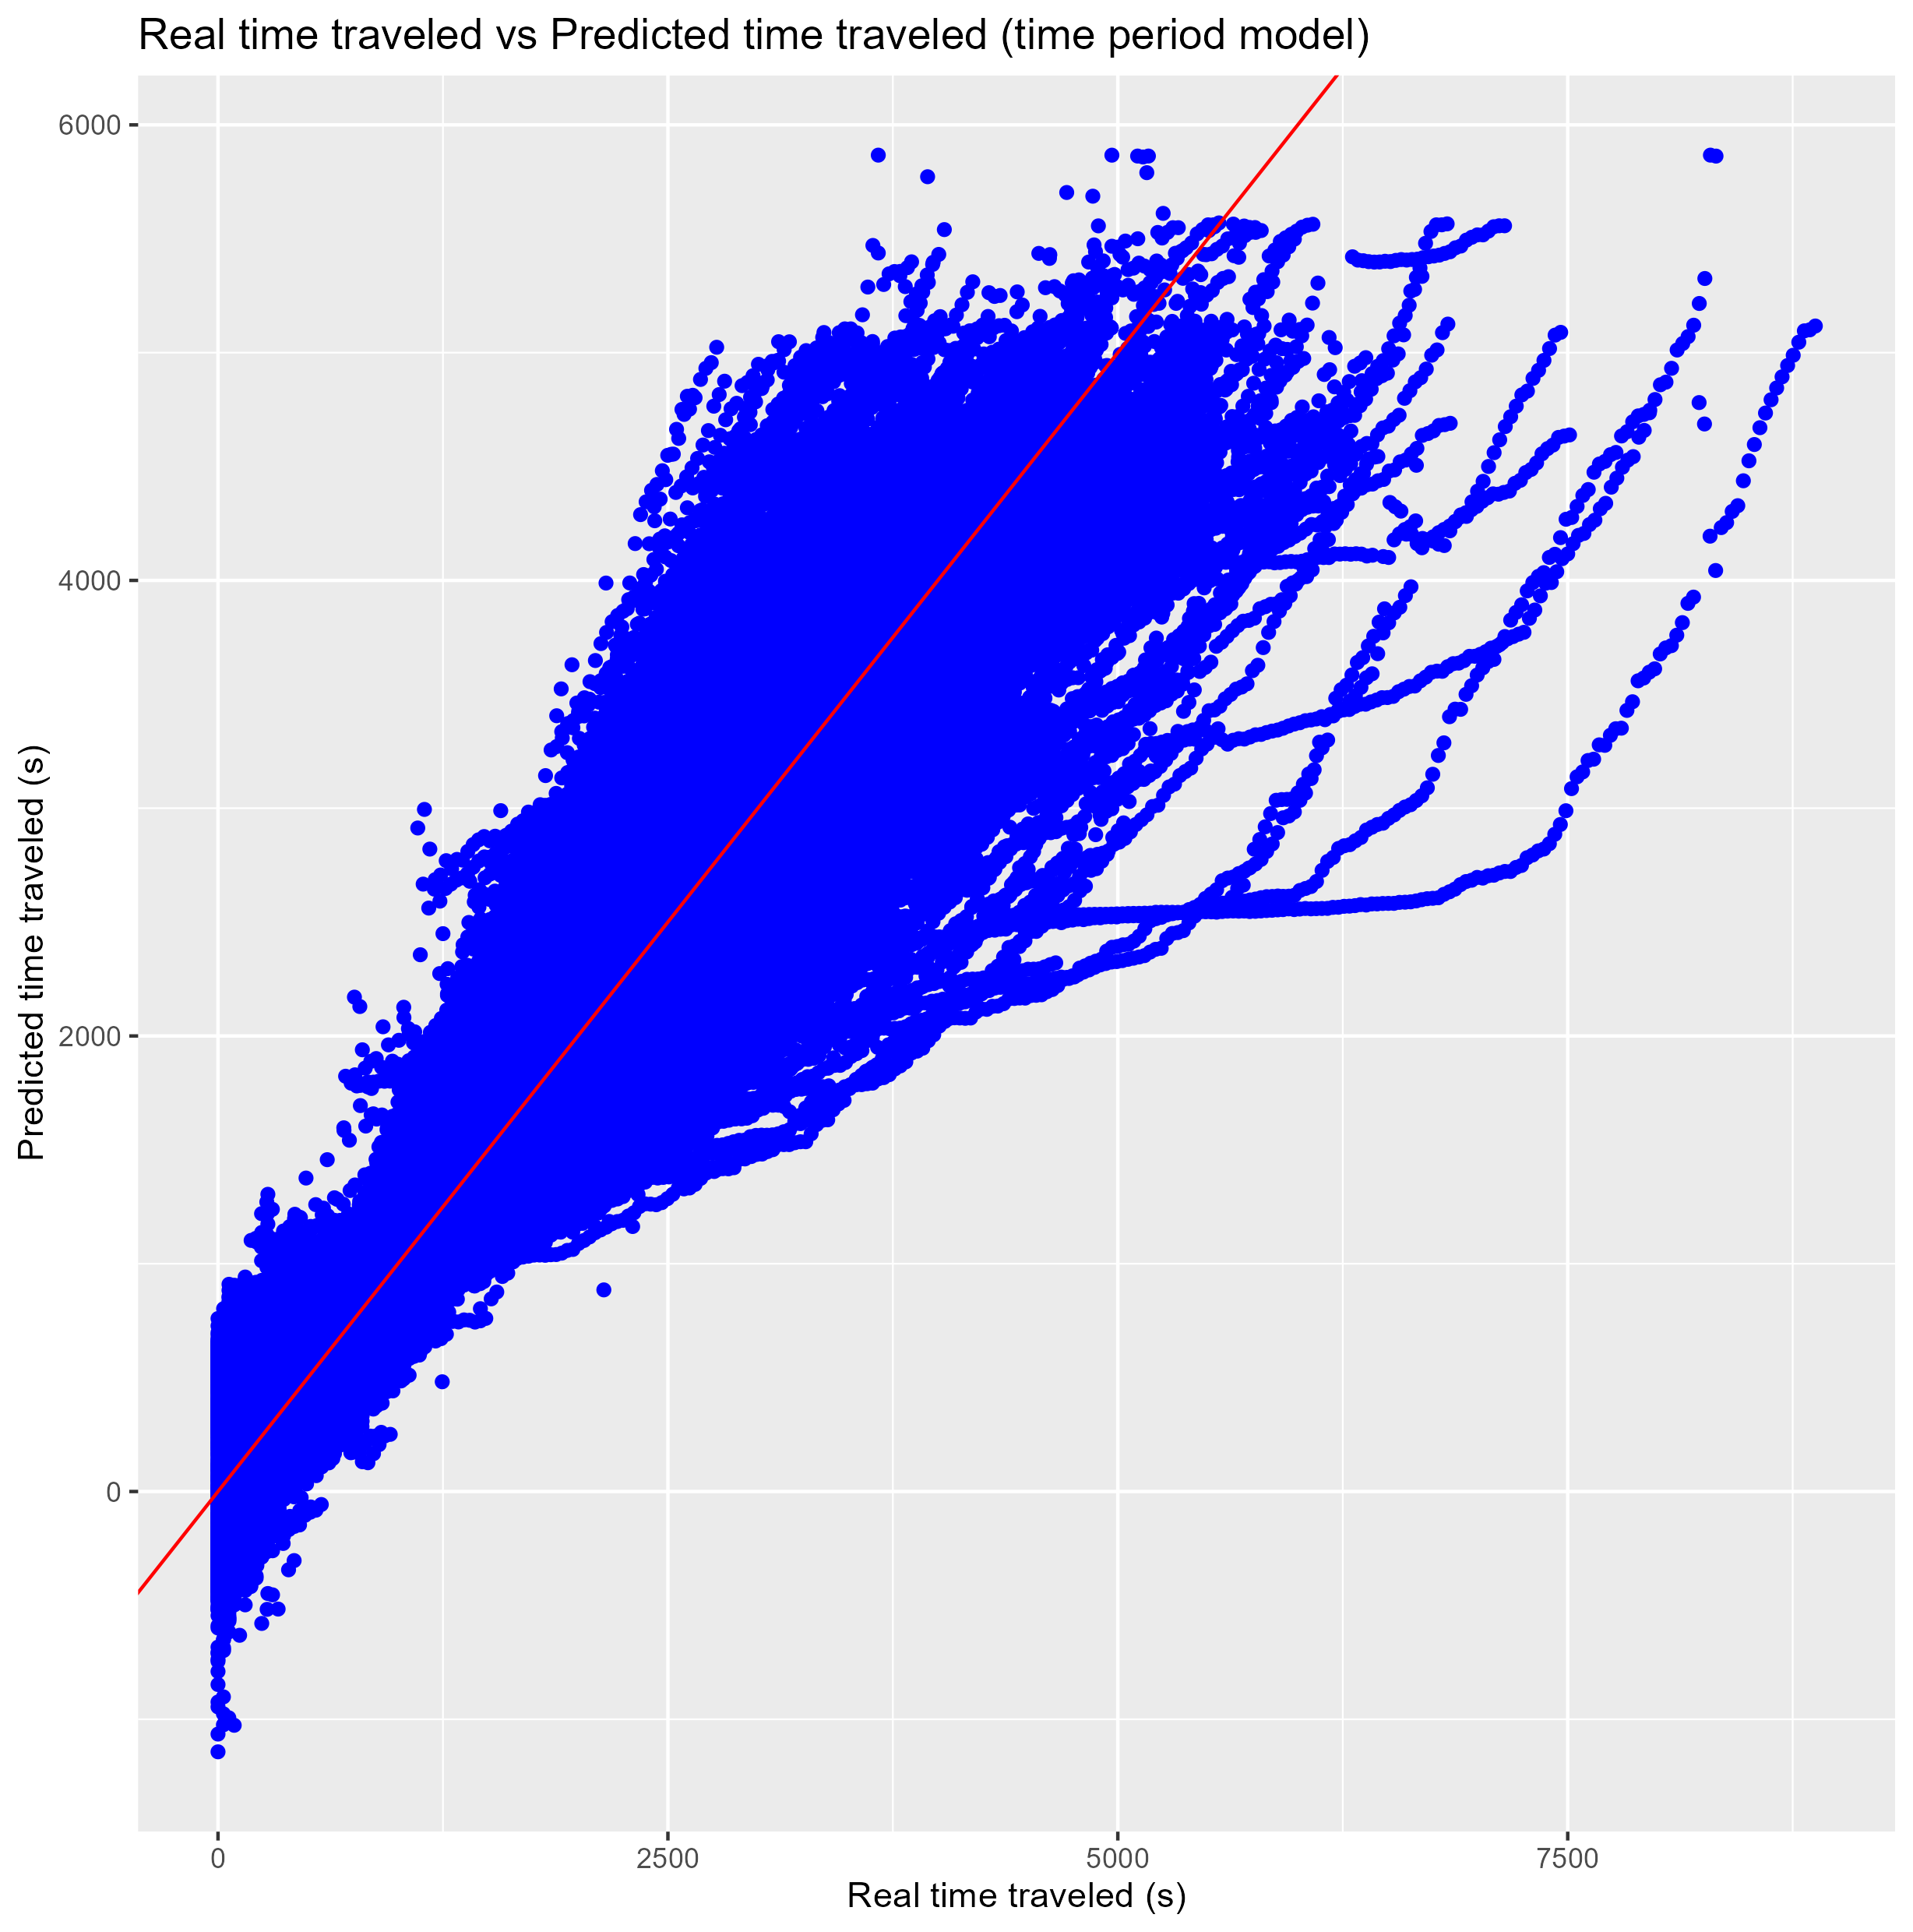 Real time traveled vs Predicted time traveled (time period model)
Predicted time traveled (s)
6000
4000
2000
0
0 2500 5000 7500
Real time traveled (s)